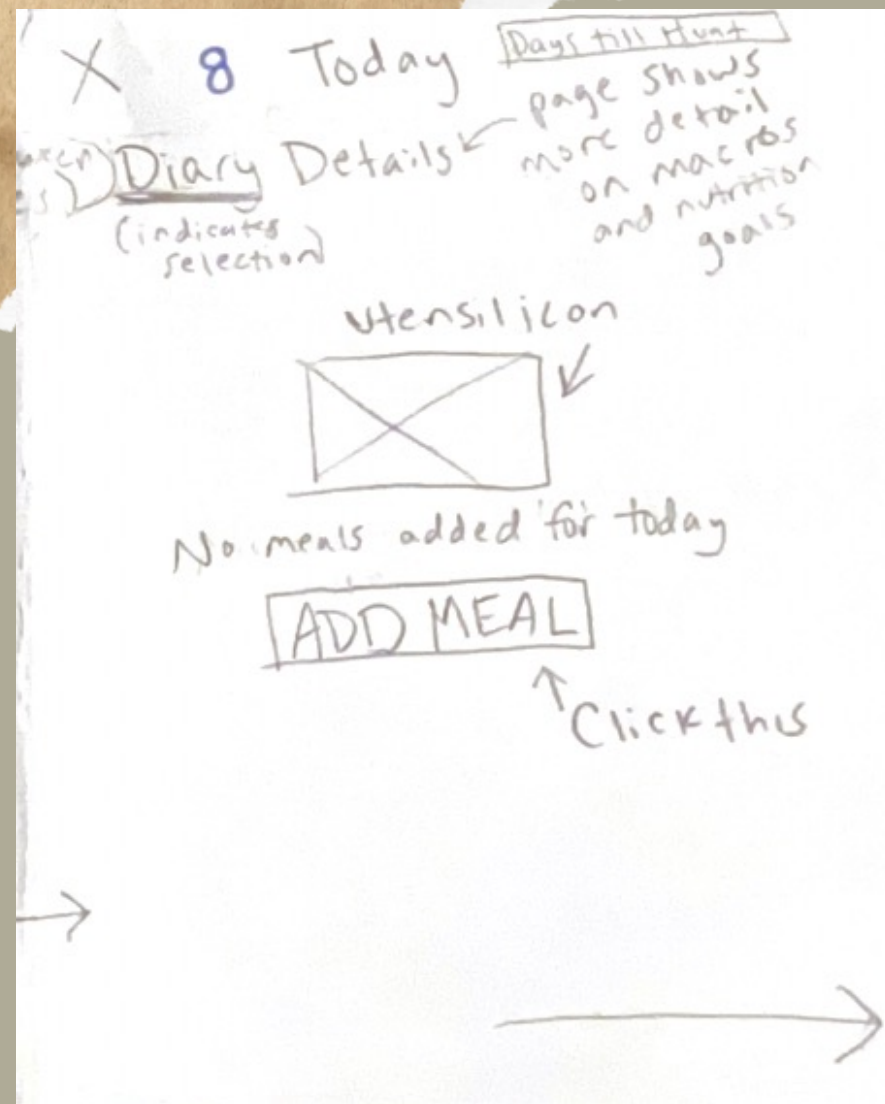 X 8 Today Days till Hunt
Diary Details
page shows
more detail
on macros
and nutrition
goals
(indicates
selection)
Utensil icon
No meals added for today
ADD MEAL
Click this